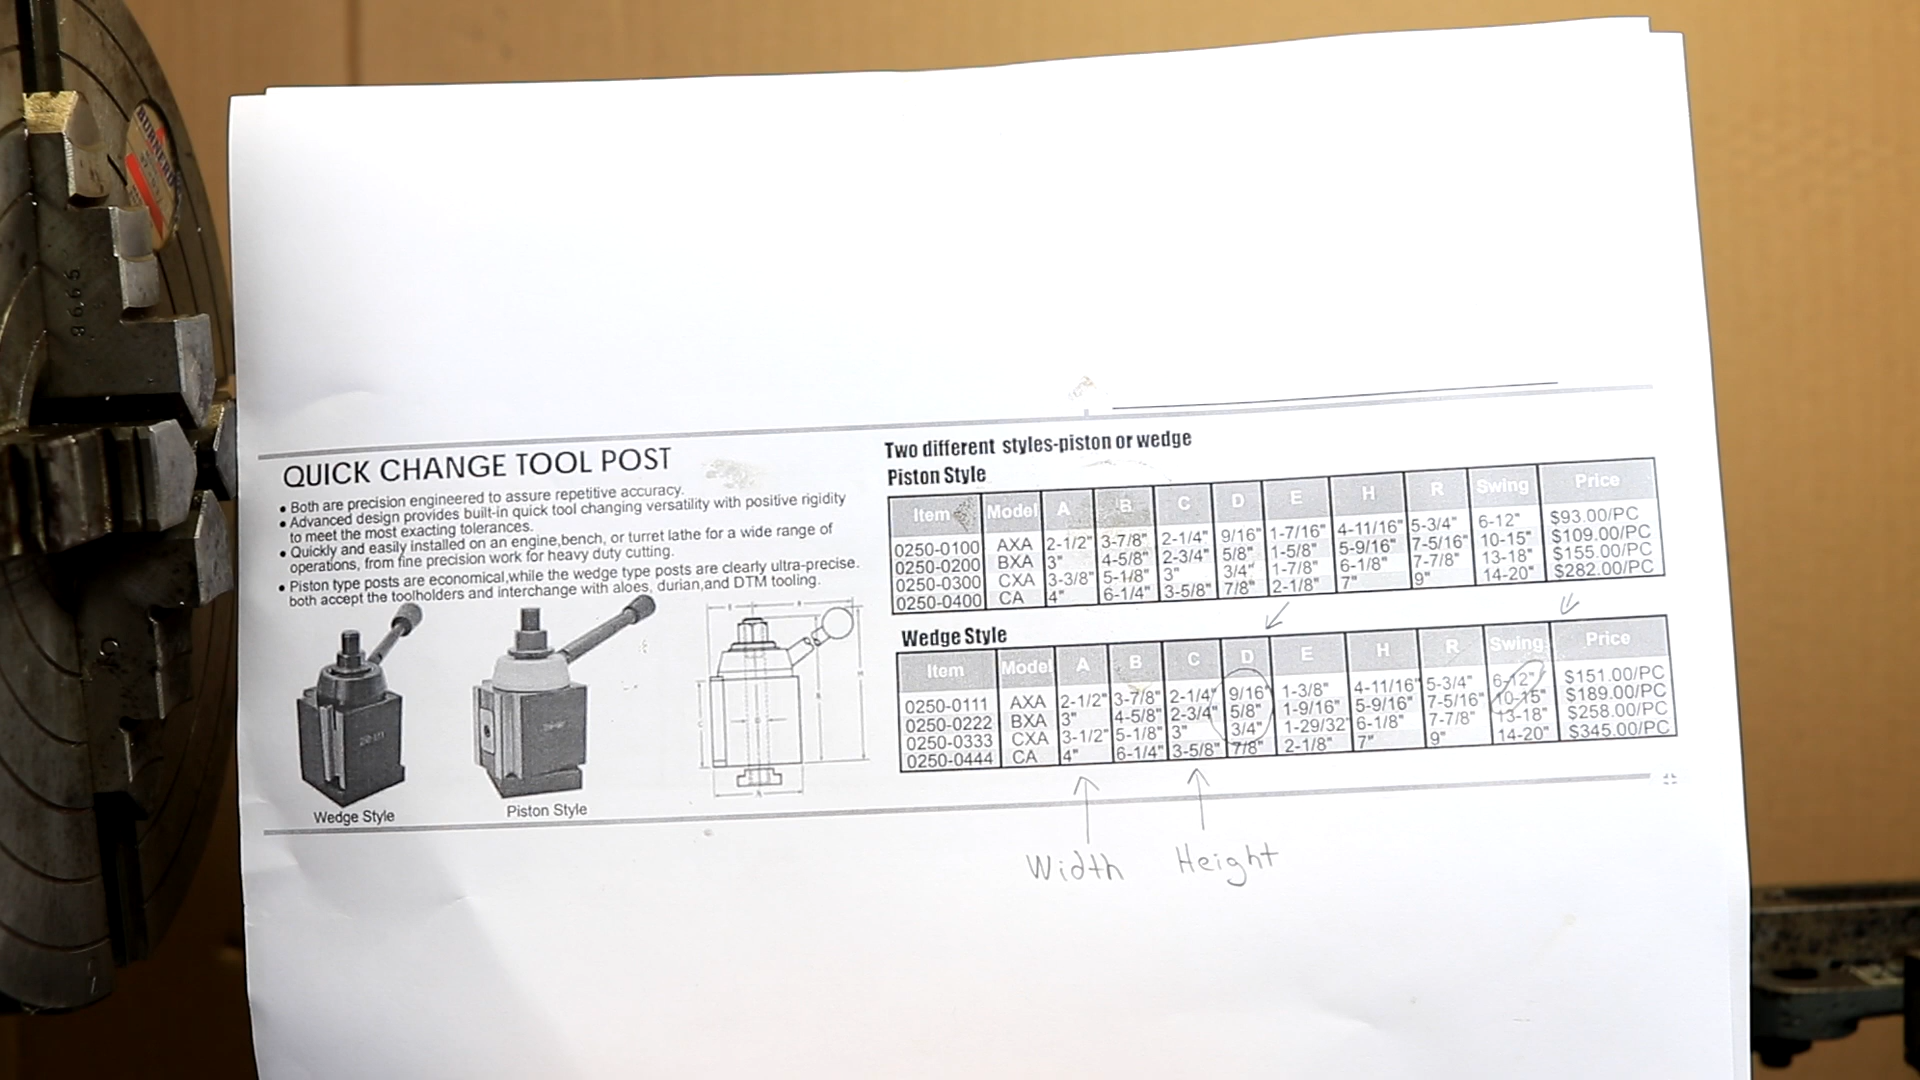 QUICK CHANGE TOOL POST
• Both are precision engineered to assure repetitive accuracy.
• Advanced design provides built-in quick tool changing versatility with positive rigidity
to meet the most exacting tolerances.
• Quickly and easily installed on an engine,bench, or turret lathe for a wide range of
operations, from fine precision work for heavy duty cutting.
• Piston type posts are economical,while the wedge type posts are clearly ultra-precise.
both accept the toolholders and interchange with aloes, durian,and DTM tooling.
Wedge Style
Piston Style
Two different styles-piston or wedge
Piston Style
Item Model A B C D E H R Swing Price
0250-0100 AXA 2-1/2" 3-7/8" 2-1/4" 9/16" 1-7/16" 4-11/16" 5-3/4" 6-12" $93.00/PC
0250-0200 BXA 3" 4-5/8" 2-3/4" 5/8" 1-5/8" 5-9/16" 7-5/16" 10-15" $109.00/PC
0250-0300 CXA 3-3/8" 5-1/8" 3" 3/4" 1-7/8" 6-1/8" 7-7/8" 13-18" $155.00/PC
0250-0400 CA 4" 6-1/4" 3-5/8" 7/8" 2-1/8" 7" 9" 14-20" $282.00/PC
Wedge Style
Item Model A B C D E H R Swing Price
0250-0111 AXA 2-1/2" 3-7/8" 2-1/4" 9/16" 1-3/8" 4-11/16" 5-3/4" 6-12" $151.00/PC
0250-0222 BXA 3" 4-5/8" 2-3/4" 5/8" 1-9/16" 5-9/16" 7-5/16" 10-15" $189.00/PC
0250-0333 CXA 3-1/2" 5-1/8" 3" 3/4" 1-29/32" 6-1/8" 7-7/8" 13-18" $258.00/PC
0250-0444 CA 4" 6-1/4" 3-5/8" 7/8" 2-1/8" 7" 9" 14-20" $345.00/PC
Width Height